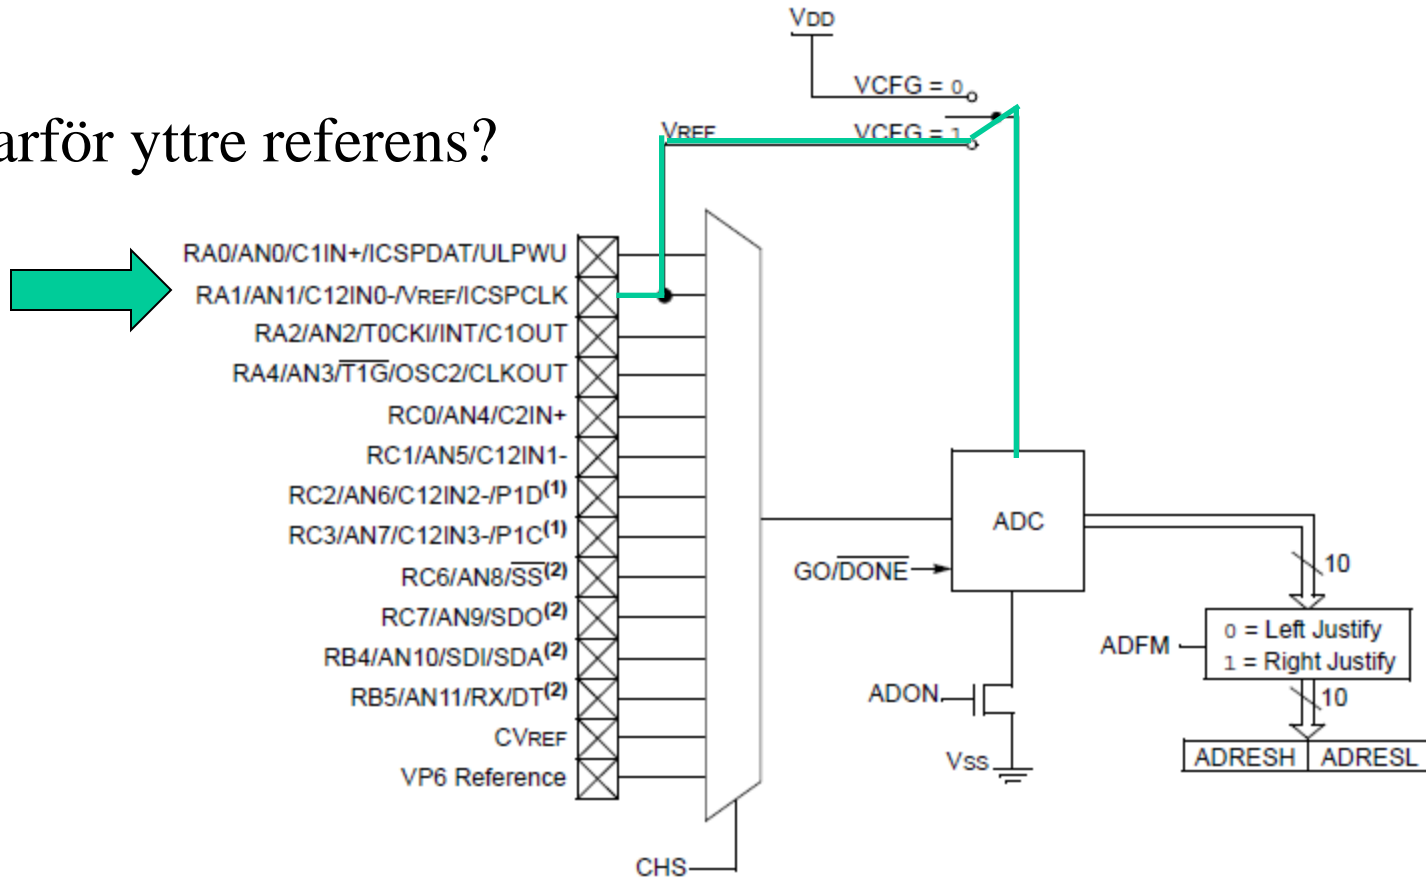 VDD
VCFG = 0
arför yttre referens?
VREF
VCFG = 1
RA0/AN0/C1IN+/ICSPDAT/ULPWU
RA1/AN1/C12IN0-/VREF/ICSPCLK
RA2/AN2/T0CKI/INT/C1OUT
RA4/AN3/T1G/OSC2/CLKOUT
RC0/AN4/C2IN+
RC1/AN5/C12IN1-
RC2/AN6/C12IN2-/P1D(1)
RC3/AN7/C12IN3-/P1C(1)
RC6/AN8/SS(2)
RC7/AN9/SDO(2)
RB4/AN10/SDI/SDA(2)
RB5/AN11/RX/DT(2)
CVREF
VP6 Reference
CHS
ADC
GO/DONE
ADON
VSS
10
ADFM
0 = Left Justify
1 = Right Justify
10
ADRESH ADRESL